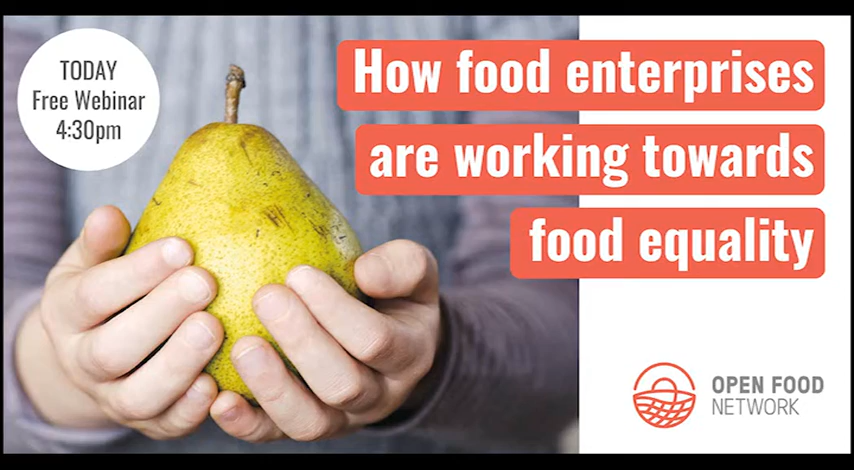 TODAY
Free Webinar
4:30pm
How food enterprises
are working towards
food equality
OPEN FOOD
NETWORK